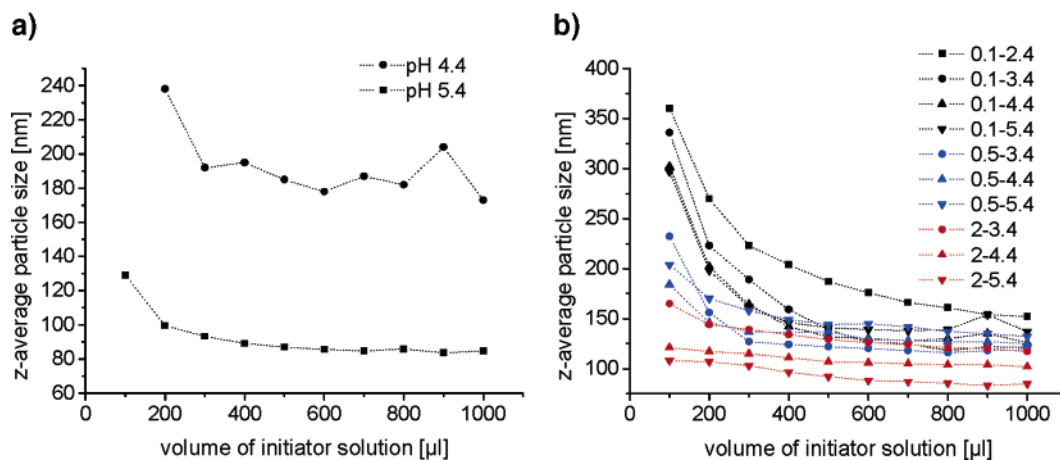 a)
pH 4.4
pH 5.4
z-average particle size [nm]
240
220
200
180
160
140
120
100
80
60
0 200 400 600 800 1000
volume of initiator solution [µl]
b)
0.1-2.4
0.1-3.4
0.1-4.4
0.1-5.4
0.5-3.4
0.5-4.4
0.5-5.4
2-3.4
2-4.4
2-5.4
z-average particle size [nm]
400
350
300
250
200
150
100
0 200 400 600 800 1000
volume of initiator solution [µl]